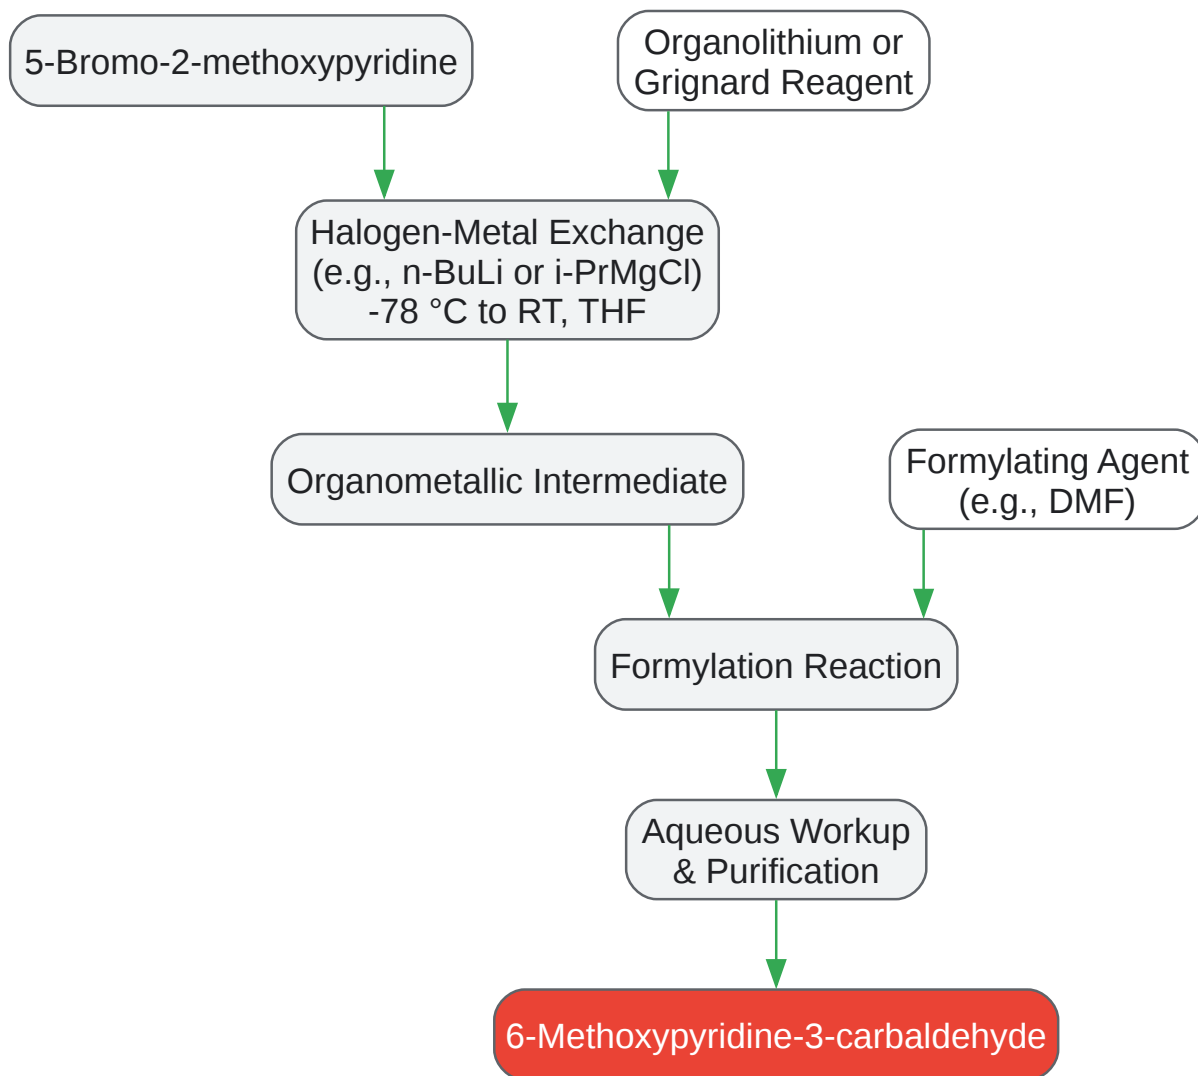 5-Bromo-2-methoxypyridine
Organolithium or
Grignard Reagent
Halogen-Metal Exchange
(e.g., n-BuLi or i-PrMgCl)
-78 °C to RT, THF
Organometallic Intermediate
Formylating Agent
(e.g., DMF)
Formylation Reaction
Aqueous Workup
& Purification
6-Methoxypyridine-3-carbaldehyde